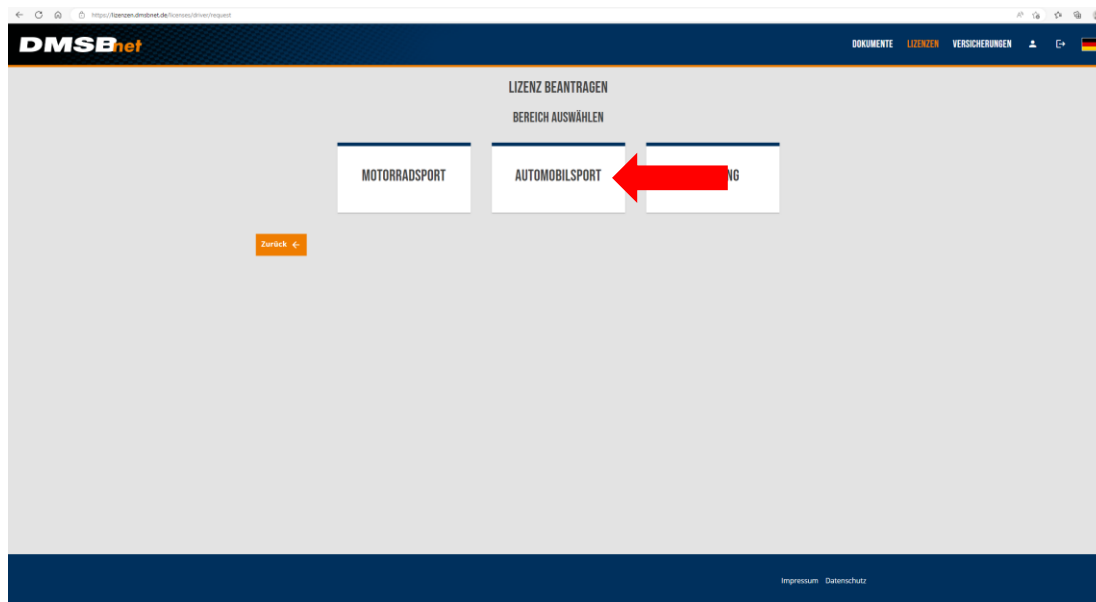 https://lizenzen.dmsbnet.de/licenses/driver/request
DMSBnet
DOKUMENTE LIZENZEN VERSICHERUNGEN
LIZENZ BEANTRAGEN
BEREICH AUSWÄHLEN
MOTORRADSPORT AUTOMOBILSPORT
Zurück
Impressum Datenschutz